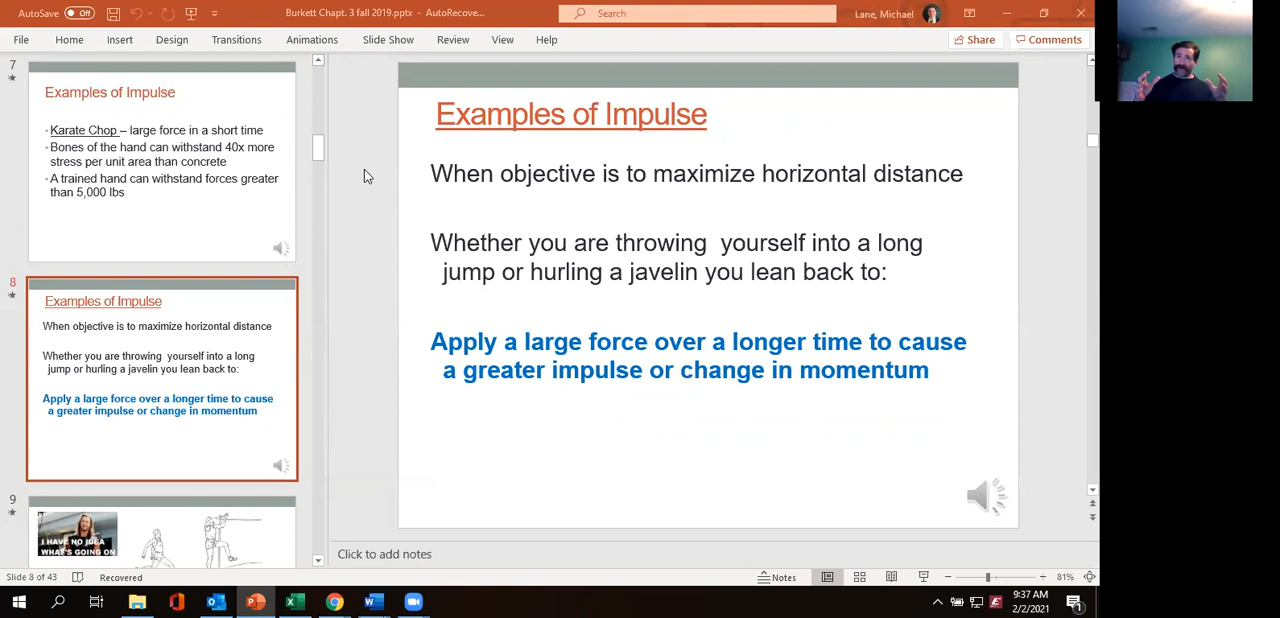 AutoSave Off Burkett Chapt. 3 fall 2019.pptx - AutoRecove... Search Lane, Michael
File Home Insert Design Transitions Animations Slide Show Review View Help Share Comments
7
Examples of Impulse
Karate Chop – large force in a short time
Bones of the hand can withstand 40x more
stress per unit area than concrete
A trained hand can withstand forces greater
than 5,000 lbs
8
Examples of Impulse
When objective is to maximize horizontal distance
Whether you are throwing yourself into a long
jump or hurling a javelin you lean back to:
Apply a large force over a longer time to cause
a greater impulse or change in momentum
9
I HAVE NO IDEA
WHAT'S GOING ON
Examples of Impulse
When objective is to maximize horizontal distance
Whether you are throwing yourself into a long
jump or hurling a javelin you lean back to:
Apply a large force over a longer time to cause
a greater impulse or change in momentum
Click to add notes
Slide 8 of 43 Recovered Notes 81%
9:37 AM
2/2/2021
1